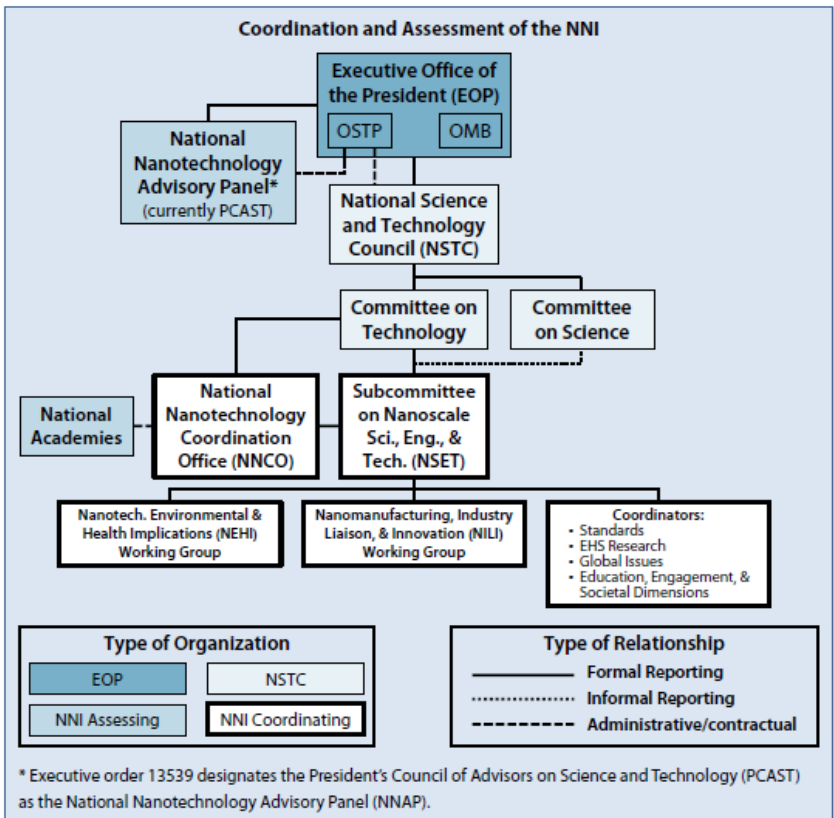 Coordination and Assessment of the NNI
Executive Office of
the President (EOP)
OSTP
OMB
National
Nanotechnology
Advisory Panel*
(currently PCAST)
National Science
and Technology
Council (NSTC)
Committee on
Technology
Committee
on Science
National
Academies
National
Nanotechnology
Coordination
Office (NNCO)
Subcommittee
on Nanoscale
Sci., Eng., &
Tech. (NSET)
Nanotech. Environmental &
Health Implications (NEHI)
Working Group
Nanomanufacturing, Industry
Liaison, & Innovation (NILI)
Working Group
Coordinators:
• Standards
• EHS Research
• Global Issues
• Education, Engagement, &
Societal Dimensions
Type of Organization
EOP
NSTC
NNI Assessing
NNI Coordinating
Type of Relationship
Formal Reporting
Informal Reporting
Administrative/contractual
* Executive order 13539 designates the President's Council of Advisors on Science and Technology (PCAST)
as the National Nanotechnology Advisory Panel (NNAP).